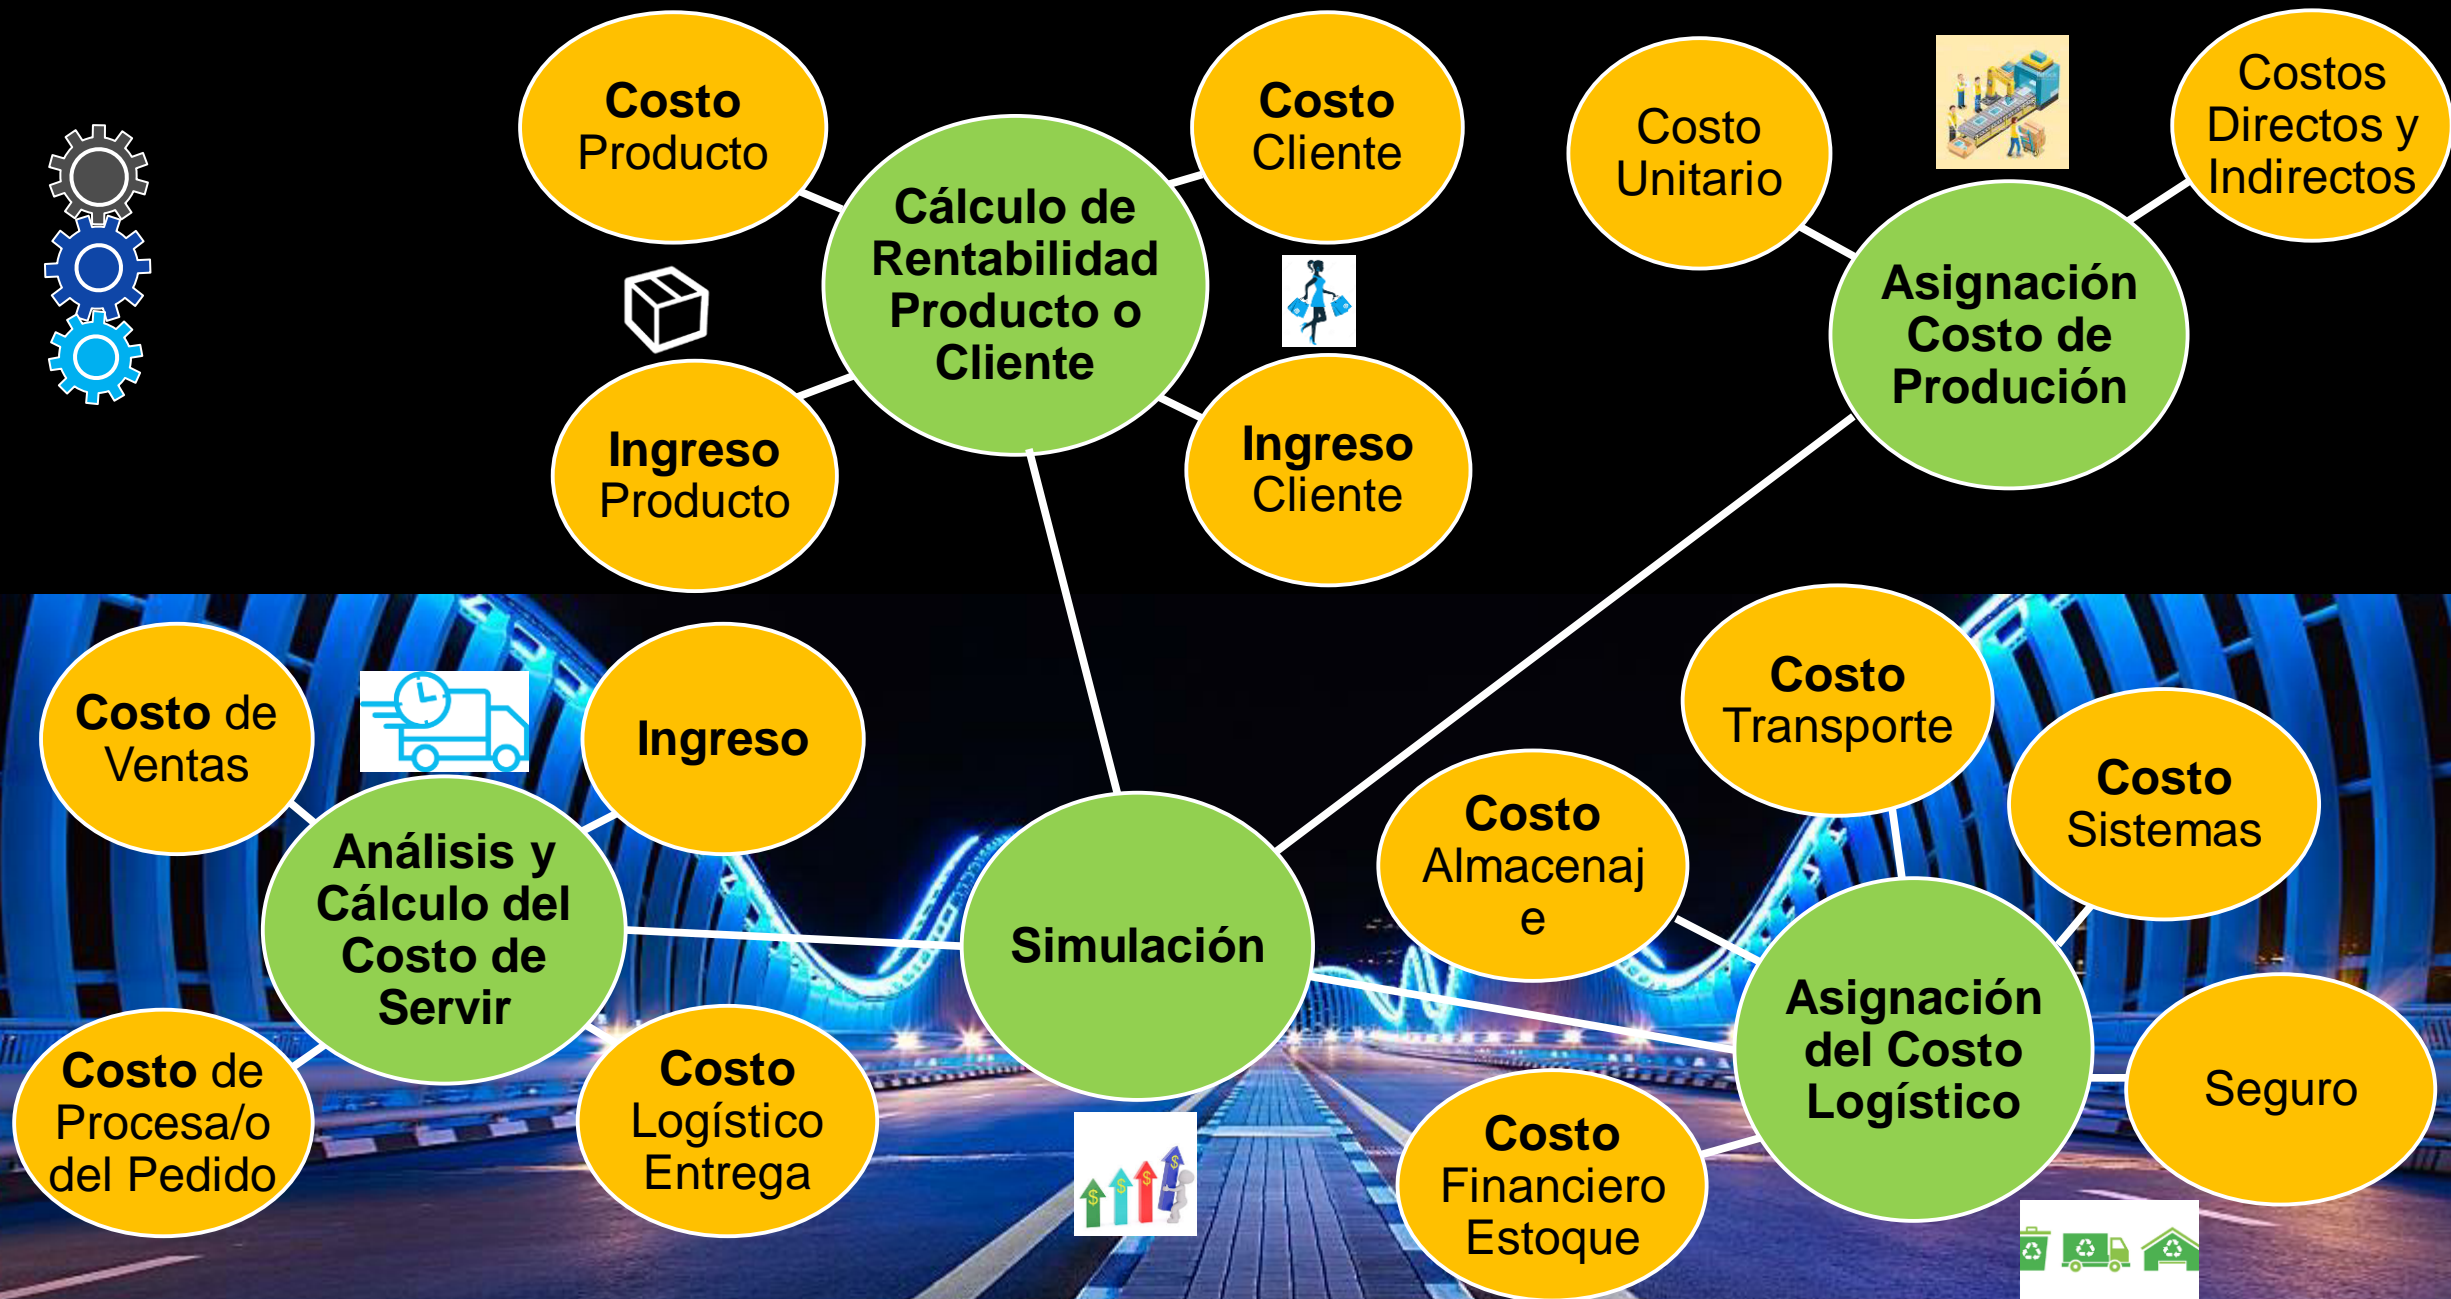 Costo
Producto
Costo
Cliente
Cálculo de
Rentabilidad
Producto o
Cliente
Ingreso
Producto
Ingreso
Cliente
Costo
Unitario
Costos
Directos y
Indirectos
Asignación
Costo de
Produción
Costo de
Ventas
Ingreso
Análisis y
Cálculo del
Costo de
Servir
Costo de
Procesa/o
del Pedido
Costo
Logístico
Entrega
Simulación
Costo
Transporte
Costo
Sistemas
Costo
Almacenaj
e
Asignación
del Costo
Logístico
Seguro
Costo
Financiero
Estoque
$
$
$
$